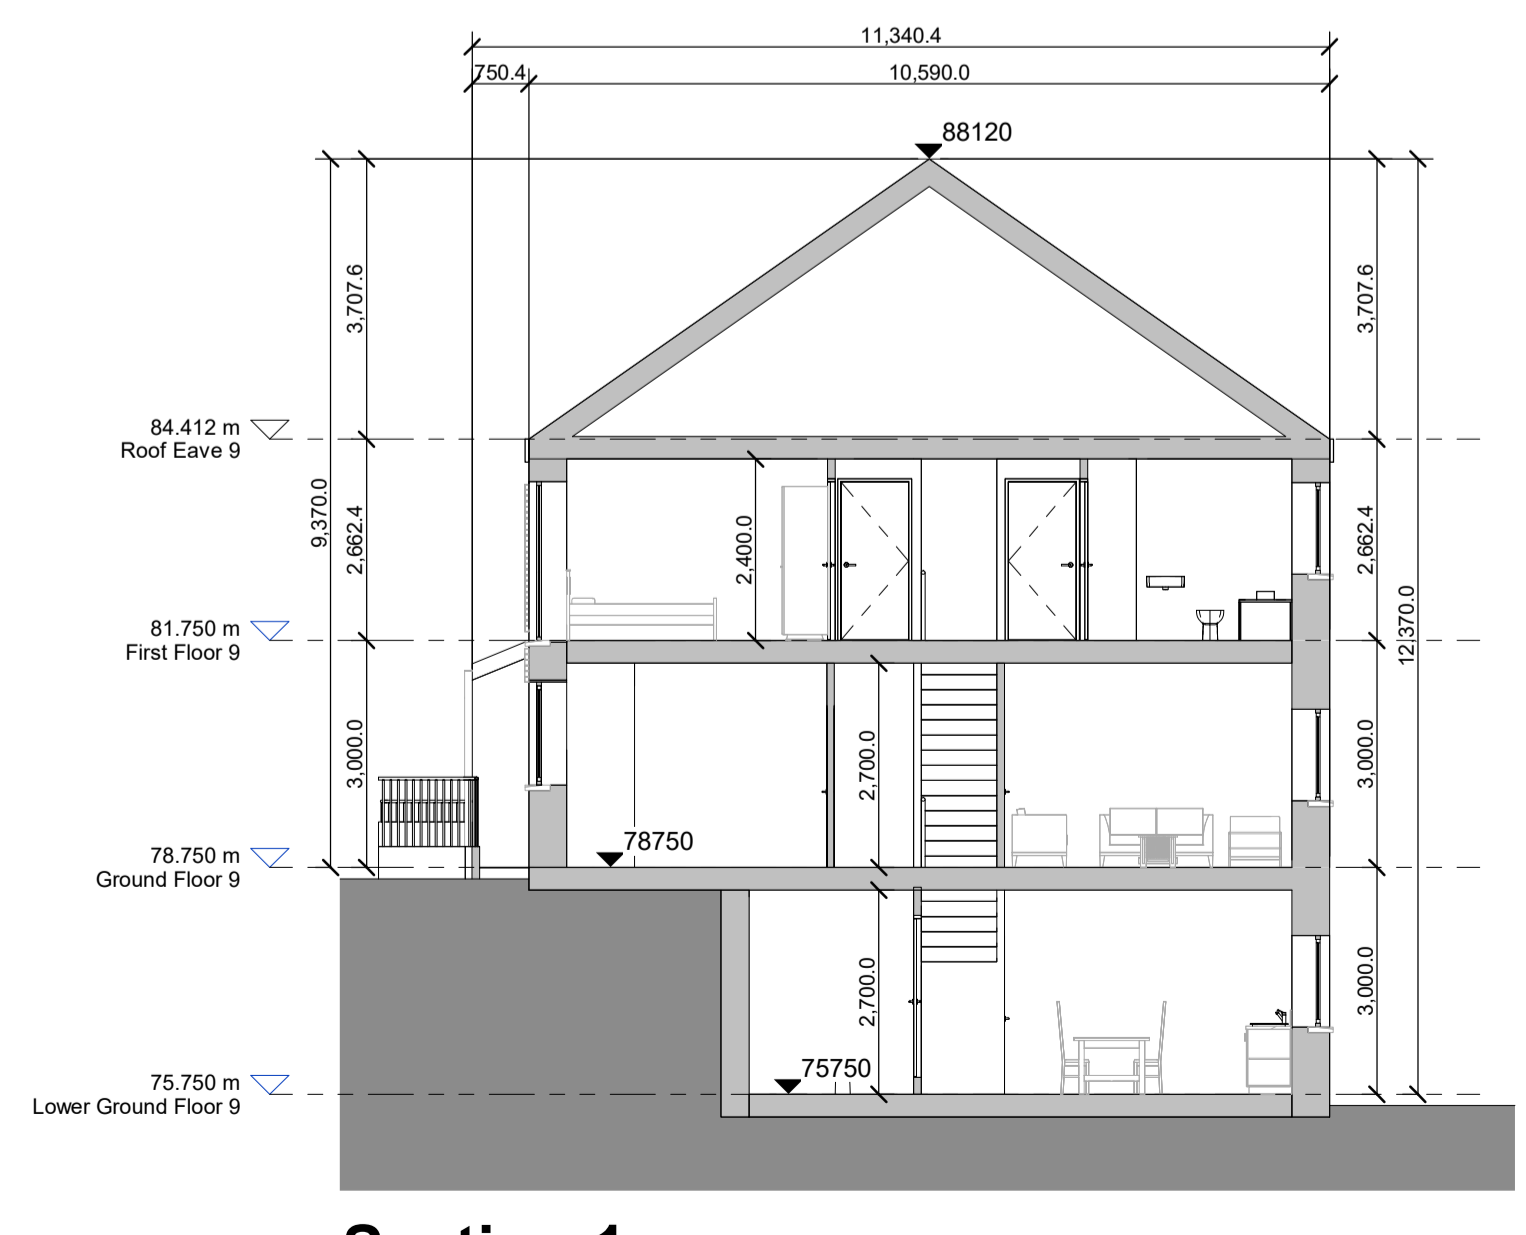 11,340.4
750.4
10,590.0
88120
3,707.6
3,707.6
84.412 m
Roof Eave 9
9,370.0
2,662.4
2,400.0
2,662.4
12,370.0
81.750 m
First Floor 9
3,000.0
2,700.0
3,000.0
78750
78.750 m
Ground Floor 9
2,700.0
3,000.0
75750
75.750 m
Lower Ground Floor 9